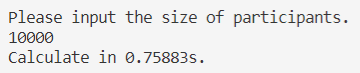 Please input the size of participants.
10000
Calculate in 0.75883s.